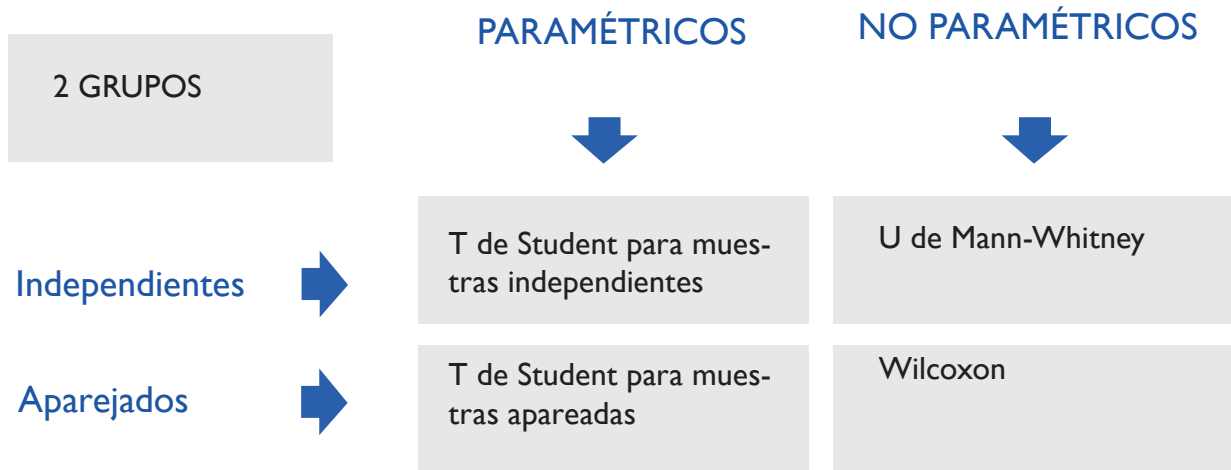 PARAMÉTRICOS
NO PARAMÉTRICOS
2 GRUPOS
Independientes
T de Student para mues-
tras independientes
U de Mann-Whitney
Aparejados
T de Student para mues-
tras apareadas
Wilcoxon